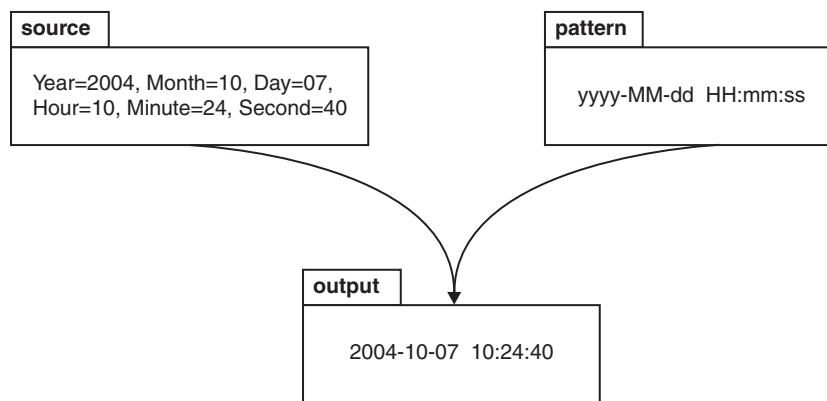 source
Year=2004, Month=10, Day=07,
Hour=10, Minute=24, Second=40
pattern
yyyy-MM-dd HH:mm:ss
output
2004-10-07 10:24:40